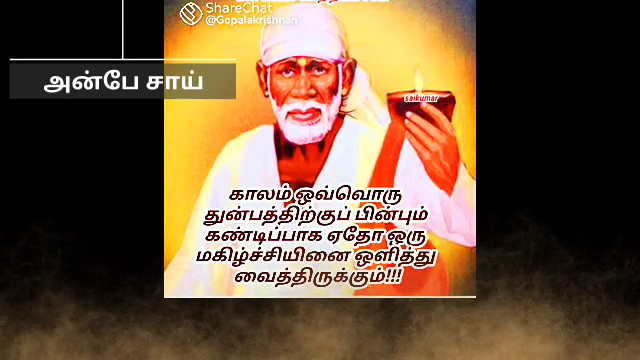 ShareChat
@Gopalakrishnan
அன்பே சாய்
saikumar
காலம் ஒவ்வொரு
துன்பத்திற்குப் பின்பும்
கண்டிப்பாக ஏதோ ஒரு
மகிழ்ச்சியினை ஒளித்து
வைத்திருக்கும்!!!